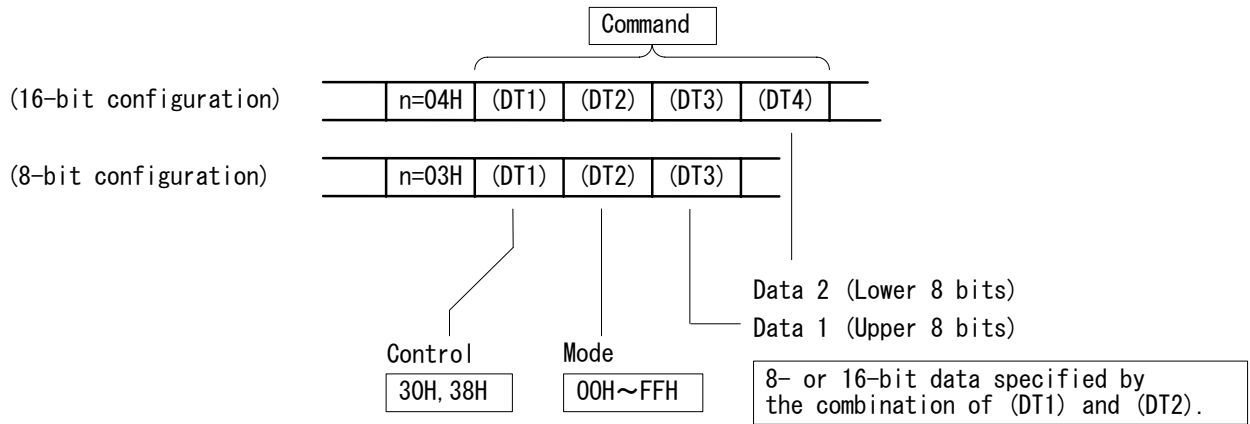 Command
(16-bit configuration) n=04H (DT1) (DT2) (DT3) (DT4)
(8-bit configuration) n=03H (DT1) (DT2) (DT3)
Data 2 (Lower 8 bits)
Data 1 (Upper 8 bits)
Control Mode
30H, 38H 00H～FFH
8- or 16-bit data specified by
the combination of (DT1) and (DT2).